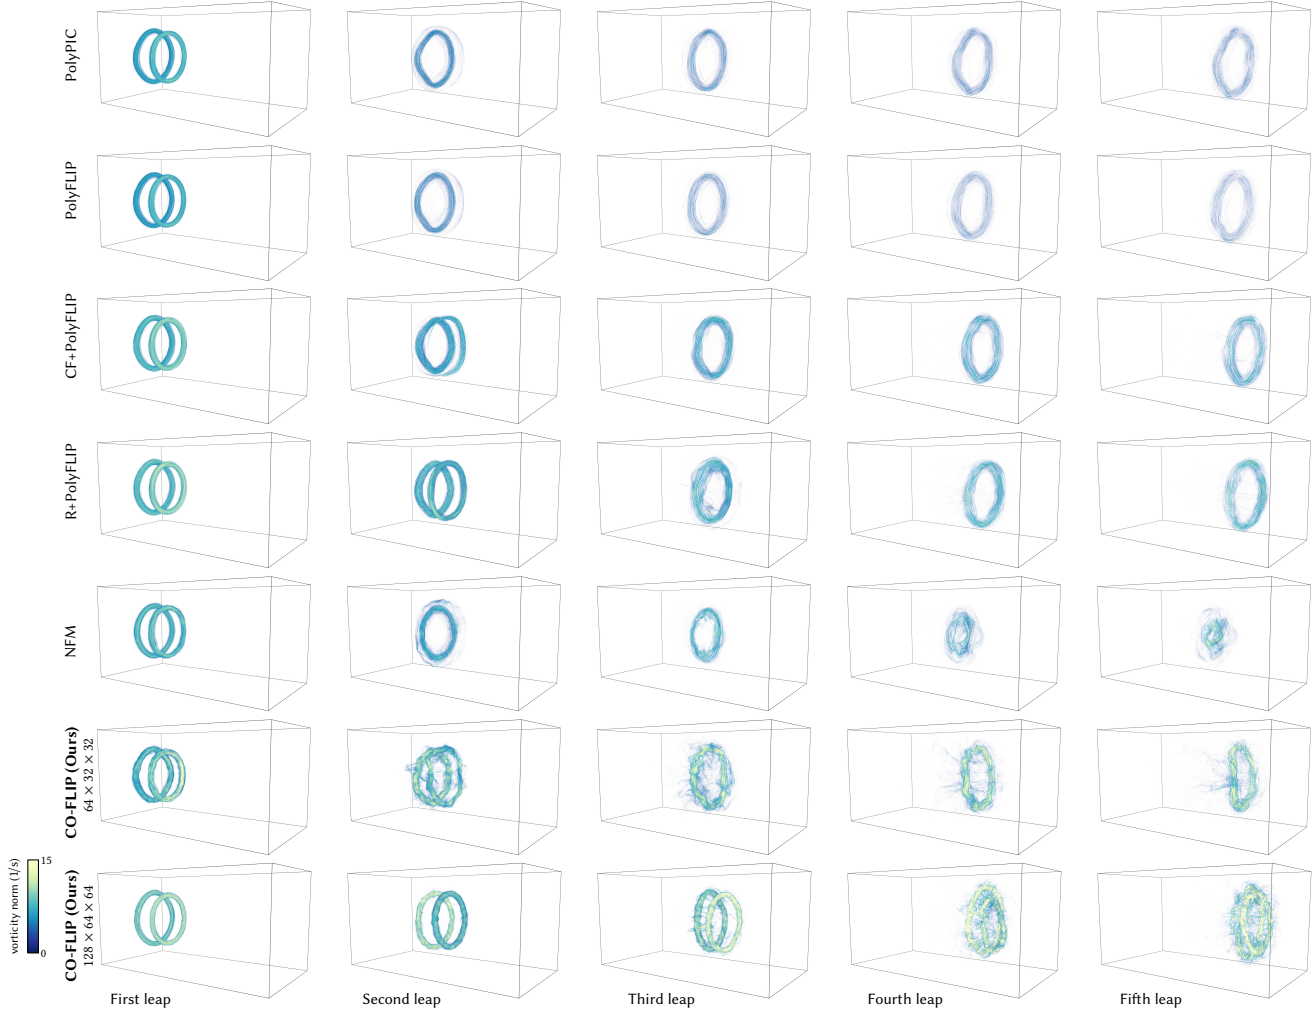 PolyPIC
PolyFLIP
CF+PolyFLIP
R+PolyFLIP
NFM
CO-FLIP (Ours)
64 × 32 × 32
CO-FLIP (Ours)
128 × 64 × 64
vorticity norm (1/s)
15
0
First leap
Second leap
Third leap
Fourth leap
Fifth leap